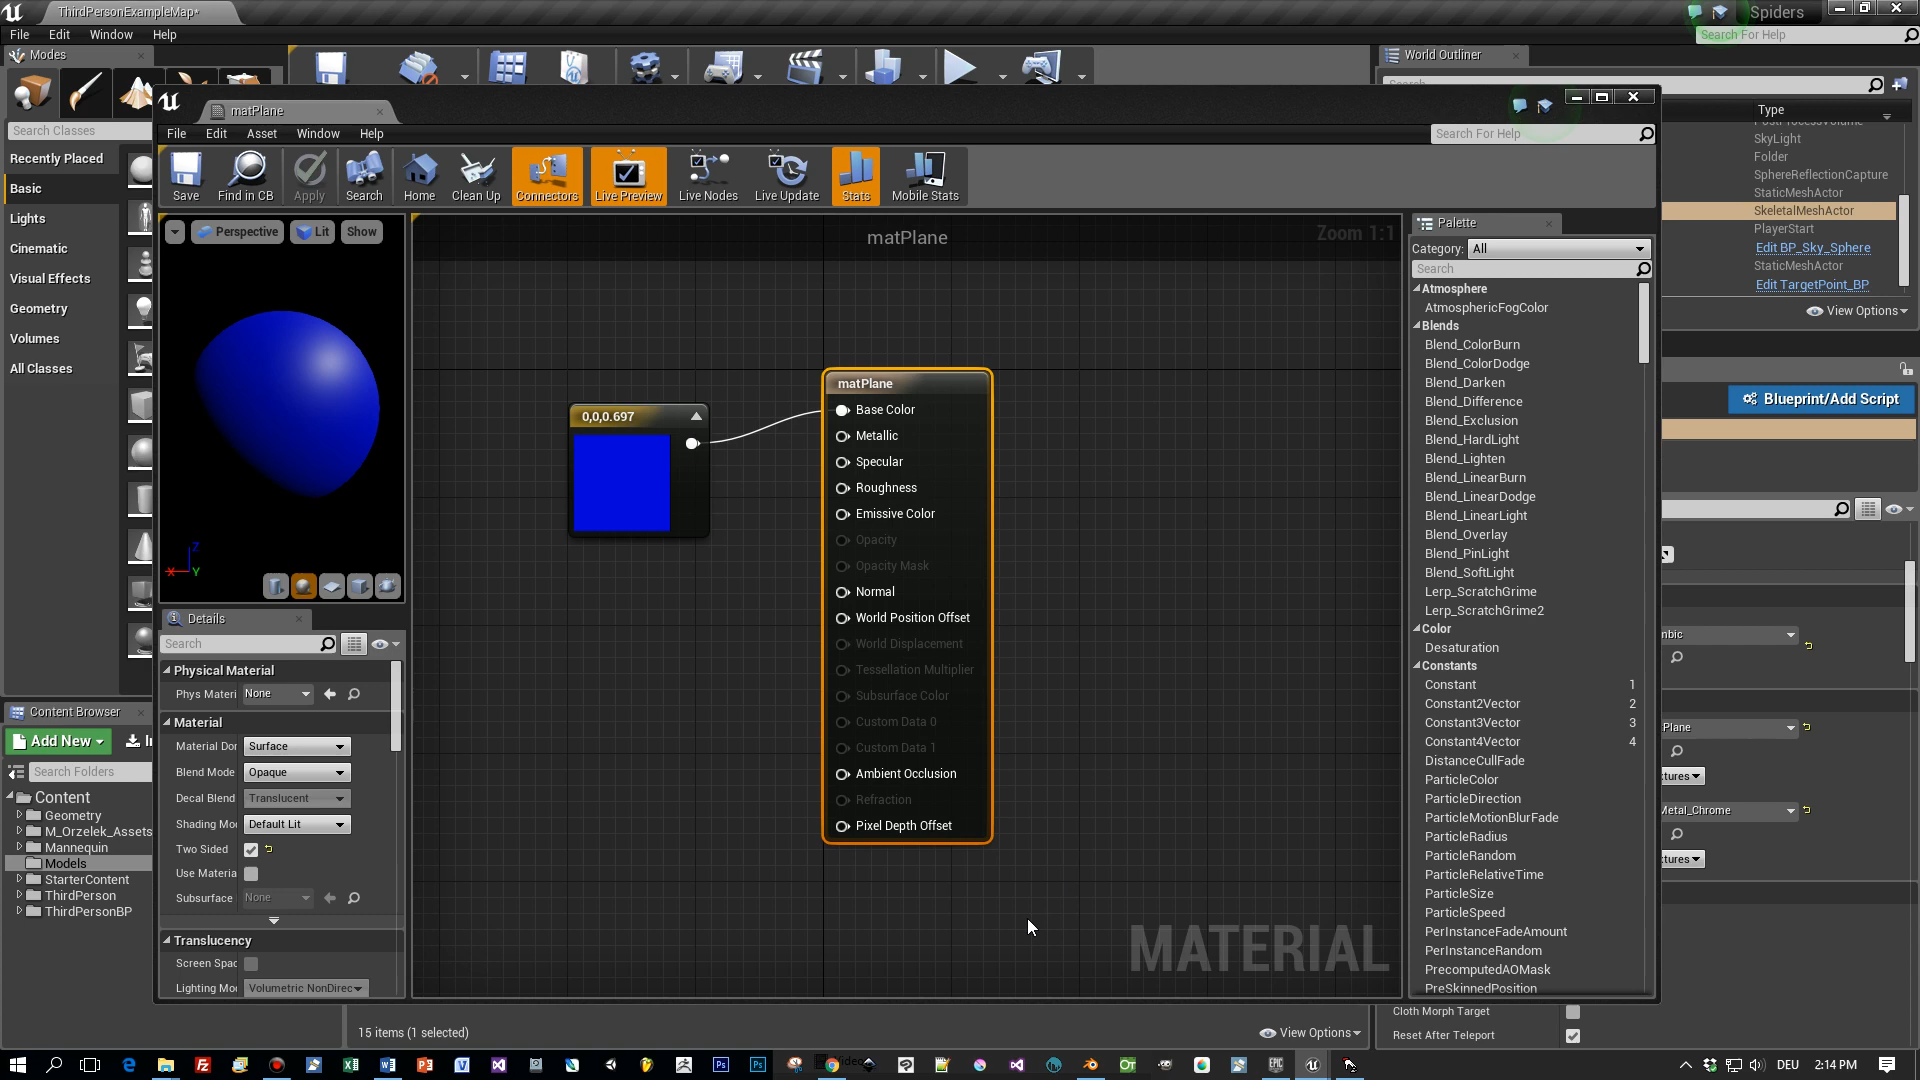 ThirdPersonExampleMap*
Spiders
File Edit Window Help
Search For Help
Modes
World Outliner
Search Classes
Recently Placed
Basic
Lights
Cinematic
Visual Effects
Geometry
Volumes
All Classes
matPlane
File Edit Asset Window Help
Search For Help
Save
Find in CB
Apply
Search
Home
Clean Up
Connectors
Live Preview
Live Nodes
Live Update
Stats
Mobile Stats
Perspective
Lit
Show
Z
X
Y
matPlane
Zoom 1:1
0,0,0.697
matPlane
Base Color
Metallic
Specular
Roughness
Emissive Color
Opacity
Opacity Mask
Normal
World Position Offset
World Displacement
Tessellation Multiplier
Subsurface Color
Custom Data 0
Custom Data 1
Ambient Occlusion
Refraction
Pixel Depth Offset
MATERIAL
Details
Search
Physical Material
Phys Materi None
Material
Material Dor Surface
Blend Mode Opaque
Decal Blend Translucent
Shading Mo Default Lit
Two Sided
Use Materia
Subsurface None
Translucency
Screen Spac
Lighting Mo Volumetric NonDirec
Palette
Category: All
Search
Atmosphere
AtmosphericFogColor
Blends
Blend_ColorBurn
Blend_ColorDodge
Blend_Darken
Blend_Difference
Blend_Exclusion
Blend_HardLight
Blend_Lighten
Blend_LinearBurn
Blend_LinearDodge
Blend_LinearLight
Blend_Overlay
Blend_PinLight
Blend_SoftLight
Lerp_ScratchGrime
Lerp_ScratchGrime2
Color
Desaturation
Constants
Constant 1
Constant2Vector 2
Constant3Vector 3
Constant4Vector 4
DistanceCullFade
ParticleColor
ParticleDirection
ParticleMotionBlurFade
ParticleRadius
ParticleRandom
ParticleRelativeTime
ParticleSize
ParticleSpeed
PerInstanceFadeAmount
PerInstanceRandom
PrecomputedAOMask
PreSkinnedPosition
Type
SkyLight
Folder
SphereReflectionCapture
StaticMeshActor
SkeletalMeshActor
PlayerStart
Edit BP_Sky_Sphere
StaticMeshActor
Edit TargetPoint_BP
View Options
Blueprint/Add Script
nbic
Plane
xtures
Metal_Chrome
xtures
Cloth Morph Target
Reset After Teleport
Content Browser
Add New
Search Folders
Content
Geometry
M_Orzelek_Assets
Mannequin
Models
StarterContent
ThirdPerson
ThirdPersonBP
15 items (1 selected)
View Options
DEU 2:14 PM